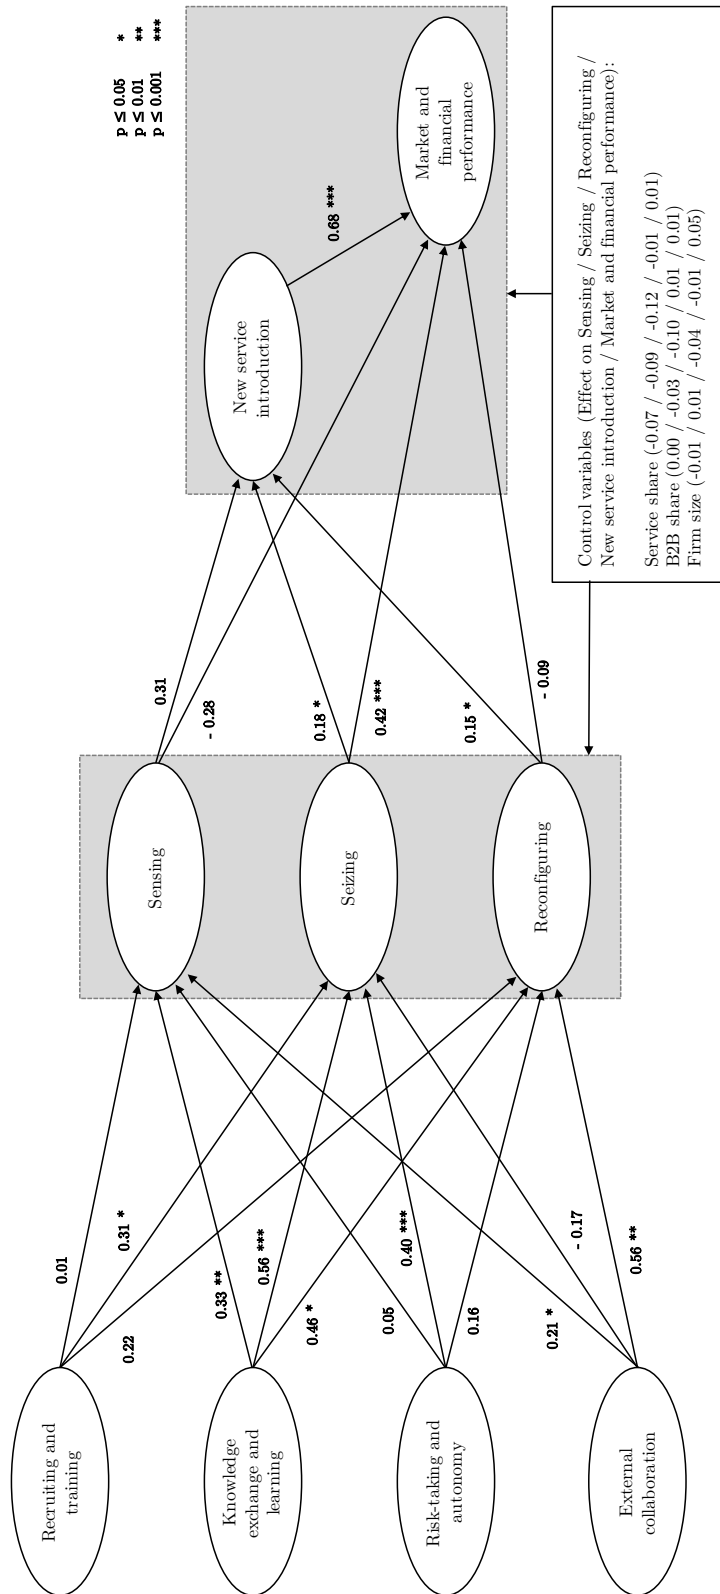 p ≤ 0.05 *
p ≤ 0.01 **
p ≤ 0.001 ***
Recruiting and
training
Knowledge
exchange and
learning
Risk-taking and
autonomy
External
collaboration
0.01
0.31 *
0.22
0.33 **
0.56 ***
0.46 *
0.05
0.40 ***
0.16
0.21 *
- 0.17
0.56 **
Sensing
Seizing
Reconfiguring
0.31
- 0.28
0.18 *
0.42 ***
0.15 *
- 0.09
New service
introduction
0.68 ***
Market and
financial
performance
Control variables (Effect on Sensing / Seizing / Reconfiguring /
New service introduction / Market and financial performance):
Service share (-0.07 / -0.09 / -0.12 / -0.01 / 0.01)
B2B share (0.00 / -0.03 / -0.10 / 0.01 / 0.01)
Firm size (-0.01 / 0.01 / -0.04 / -0.01 / 0.05)